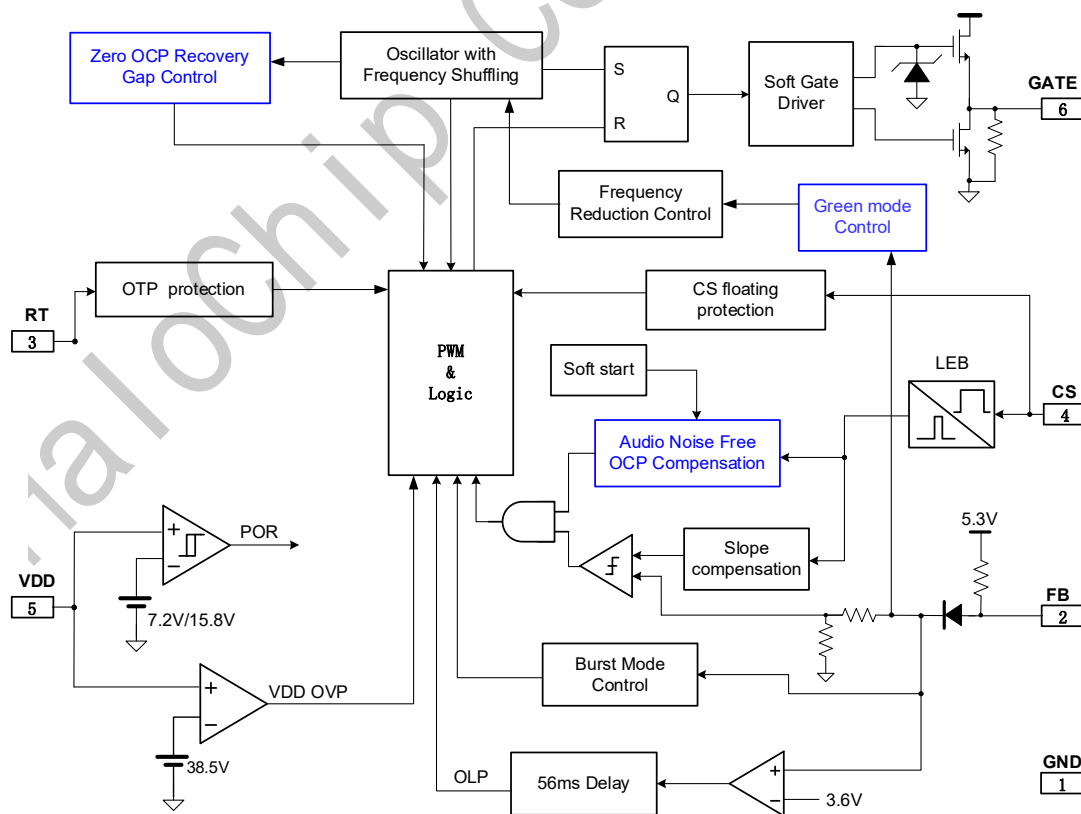 Zero OCP Recovery
Gap Control
Oscillator with
Frequency Shuffling
S
R
Q
Soft Gate
Driver
GATE
6
Frequency
Reduction Control
Green mode
Control
OTP protection
RT
3
CS floating
protection
PWM
&
Logic
Soft start
LEB
CS
4
Audio Noise Free
OCP Compensation
5.3V
POR
+
−
VDD
5
7.2V/15.8V
Slope
compensation
FB
2
Burst Mode
Control
VDD OVP
+
−
38.5V
OLP
56ms Delay
+
−
3.6V
GND
1